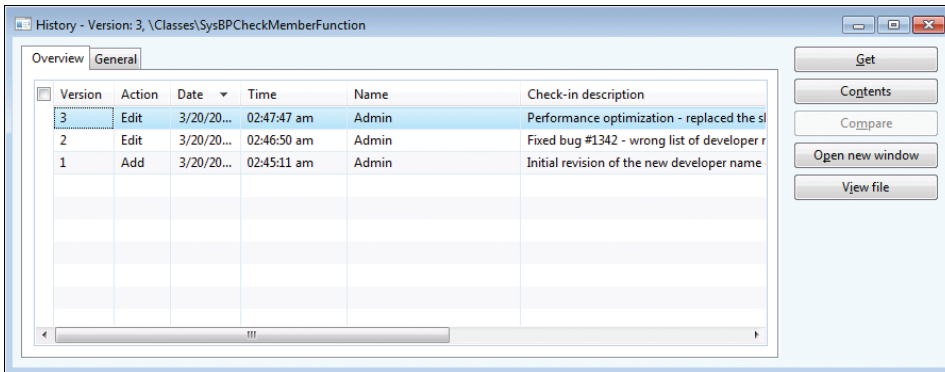 History - Version: 3, \Classes\SysBPCheckMemberFunction
Overview General
Version Action Date Time Name Check-in description
3 Edit 3/20/20... 02:47:47 am Admin Performance optimization - replaced the
2 Edit 3/20/20... 02:46:50 am Admin Fixed bug #1342 - wrong list of developer
1 Add 3/20/20... 02:45:11 am Admin Initial revision of the new developer name
Get
Contents
Compare
Open new window
View file